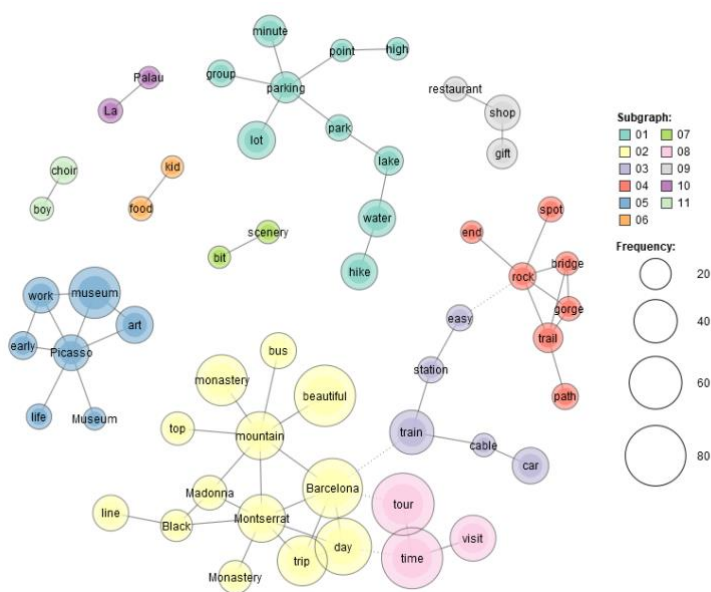 minute
point
high
group
parking
restaurant
Palau
La
shop
lot
park
gift
lake
choir
kid
boy
food
water
spot
scenery
end
bit
hike
bridge
rock
work
museum
gorge
easy
art
trail
early
Picasso
station
bus
monastery
beautiful
path
life
Museum
top
mountain
train
cable
car
Madonna
Barcelona
line
Black
Montserrat
tour
visit
day
time
trip
Monastery
Subgraph:
01 07
02 08
03 09
04 10
05 11
06
Frequency:
20
40
60
80